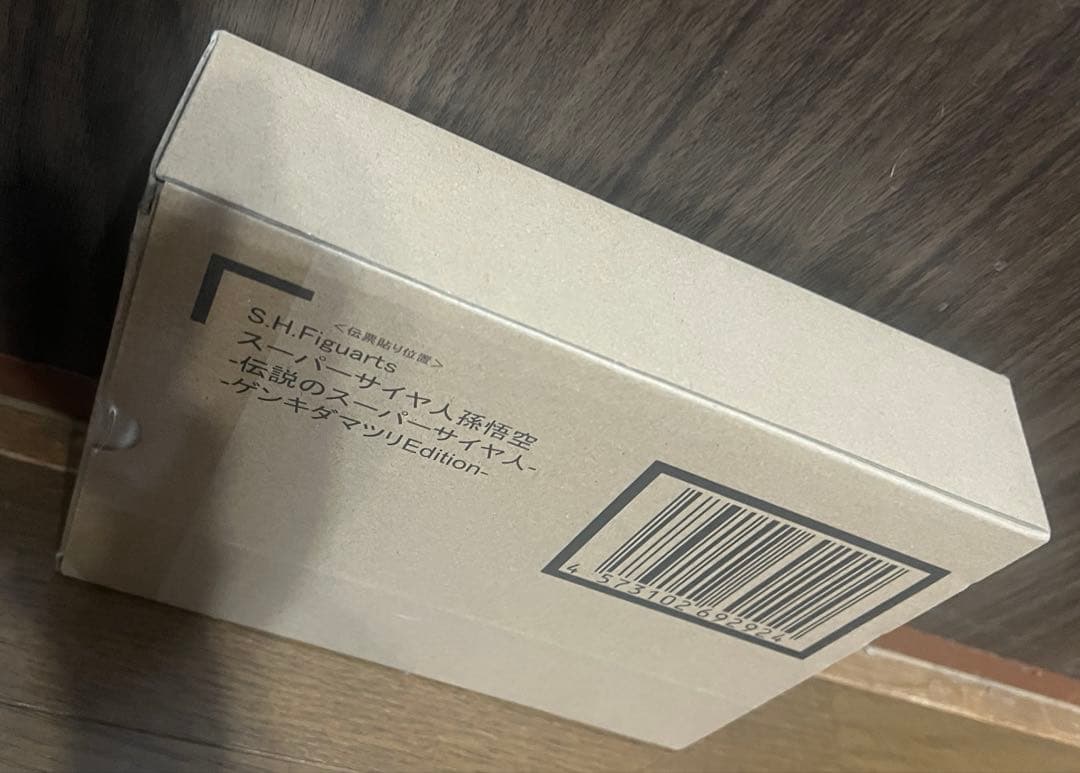 <伝票貼り位置>
S.H.Figuarts
スーパーサイヤ人孫悟空
-伝説のスーパーサイヤ人-
-ゲンキダマツリEdition-
4 573102 692924